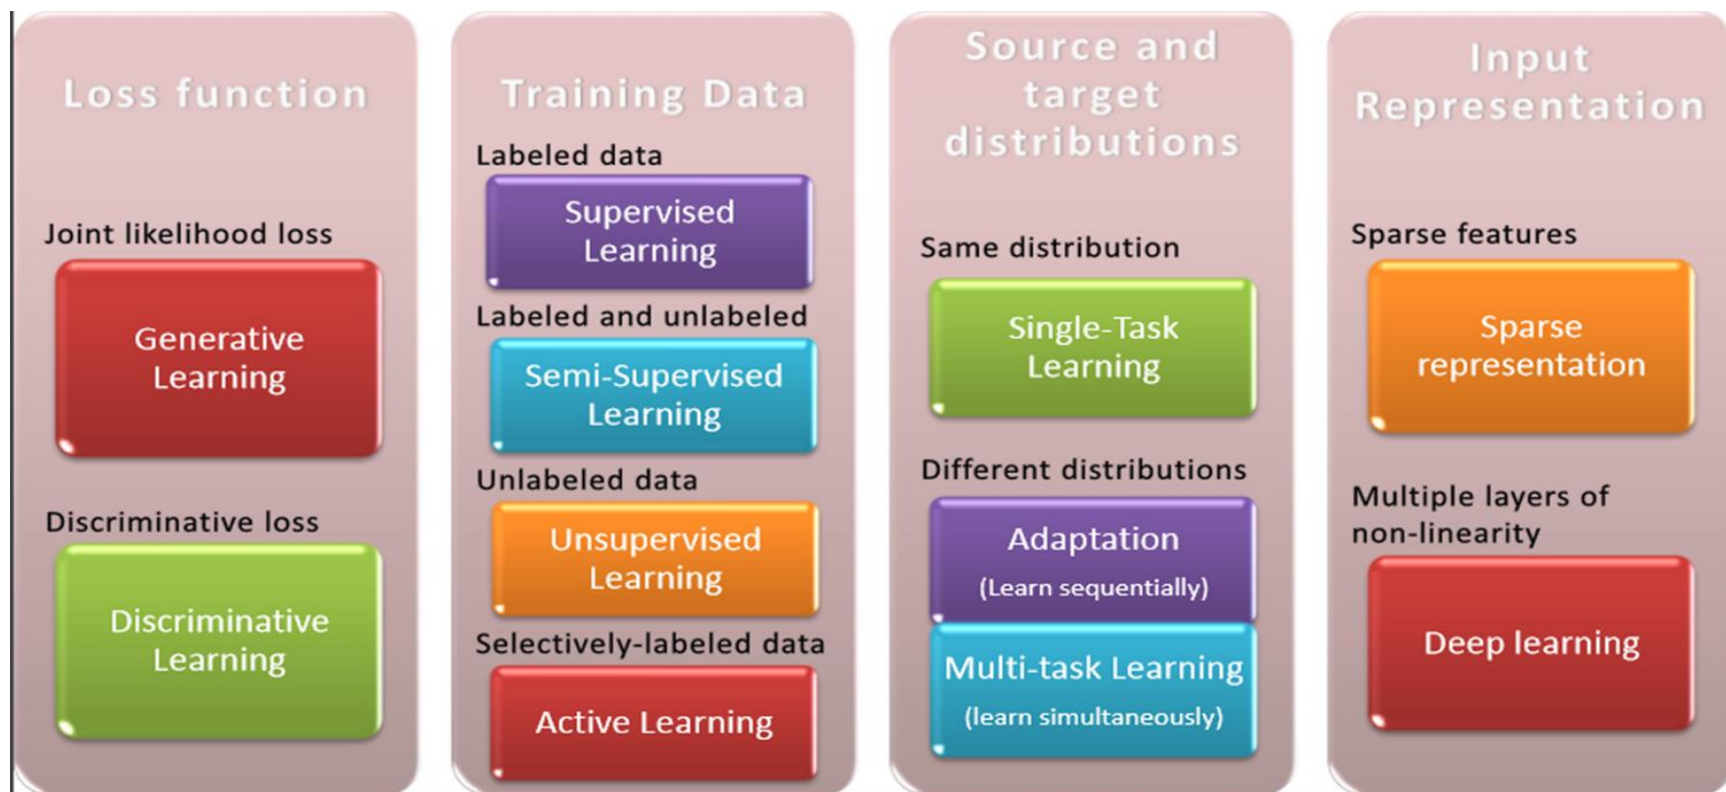 Loss function
Joint likelihood loss
Generative
Learning
Discriminative loss
Discriminative
Learning
Training Data
Labeled data
Supervised
Learning
Labeled and unlabeled
Semi-Supervised
Learning
Unlabeled data
Unsupervised
Learning
Selectively-labeled data
Active Learning
Source and
target
distributions
Same distribution
Single-Task
Learning
Different distributions
Adaptation
(Learn sequentially)
Multi-task Learning
(learn simultaneously)
Input
Representation
Sparse features
Sparse
representation
Multiple layers of
non-linearity
Deep learning